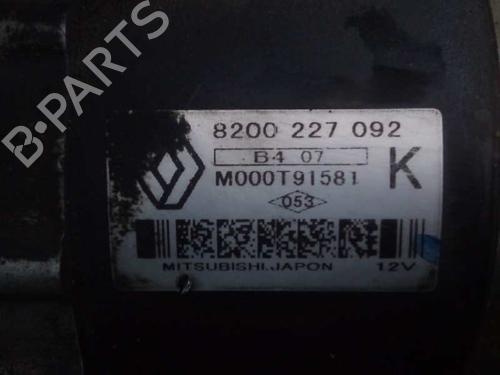 B-PARTS
8200 227 092
B4 07
M000T91581 K
053
MITSUBISHI.JAPON 12V